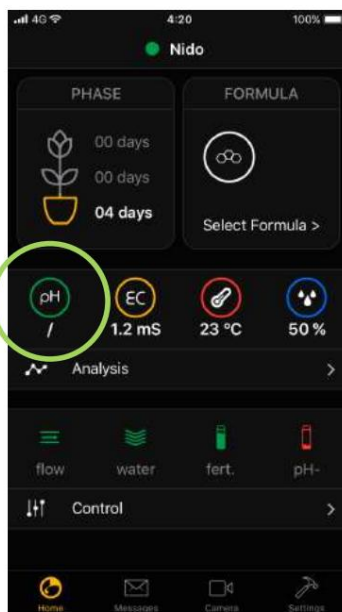 4G 4:20 100%
Nido
PHASE FORMULA
00 days
00 days
04 days
Select Formula >
pH EC
/ 1.2 mS 23 °C 50 %
Analysis >
flow water fert. pH-
Control >
Home Messages Camera Settings